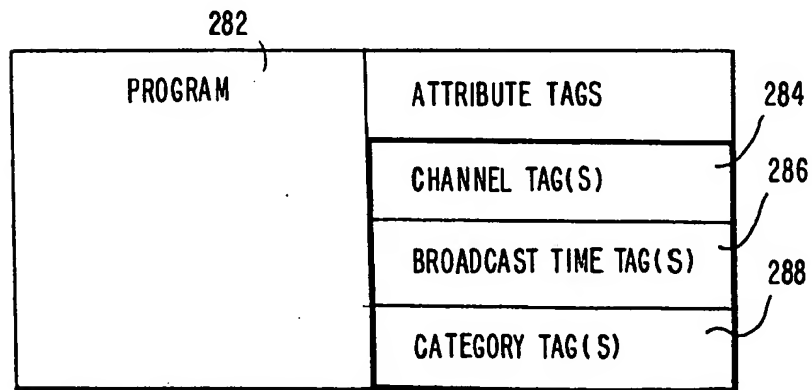 282
PROGRAM
ATTRIBUTE TAGS
284
CHANNEL TAG(S)
286
BROADCAST TIME TAG(S)
288
CATEGORY TAG(S)